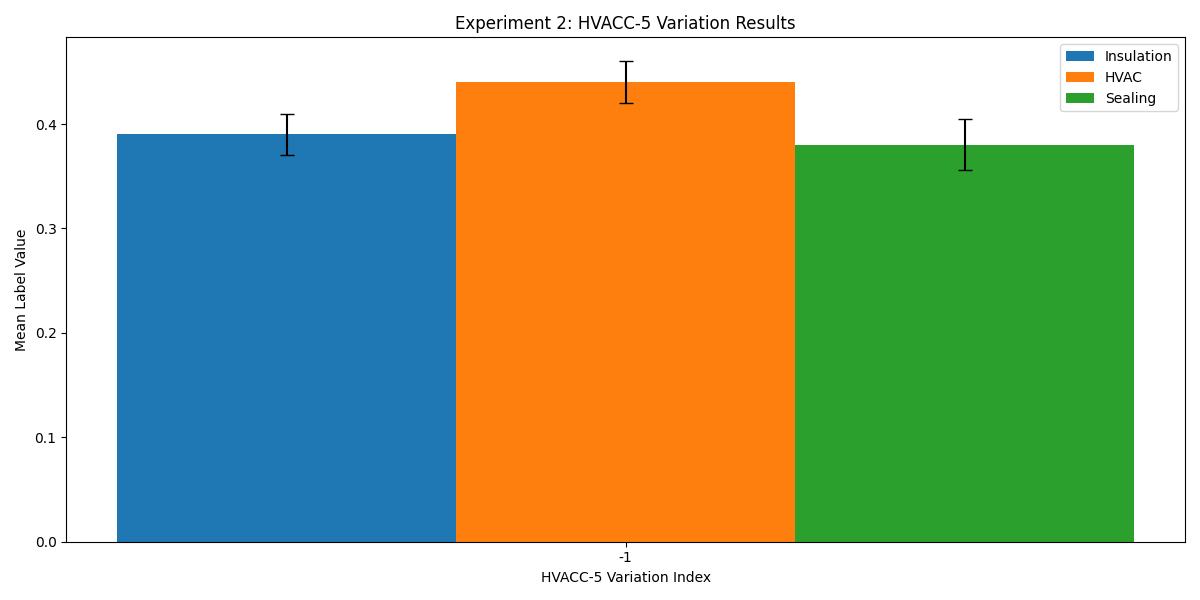 Experiment 2: HVACC-5 Variation Results
Insulation
HVAC
Sealing
Mean Label Value
0.4
0.3
0.2
0.1
0.0
-1
HVACC-5 Variation Index